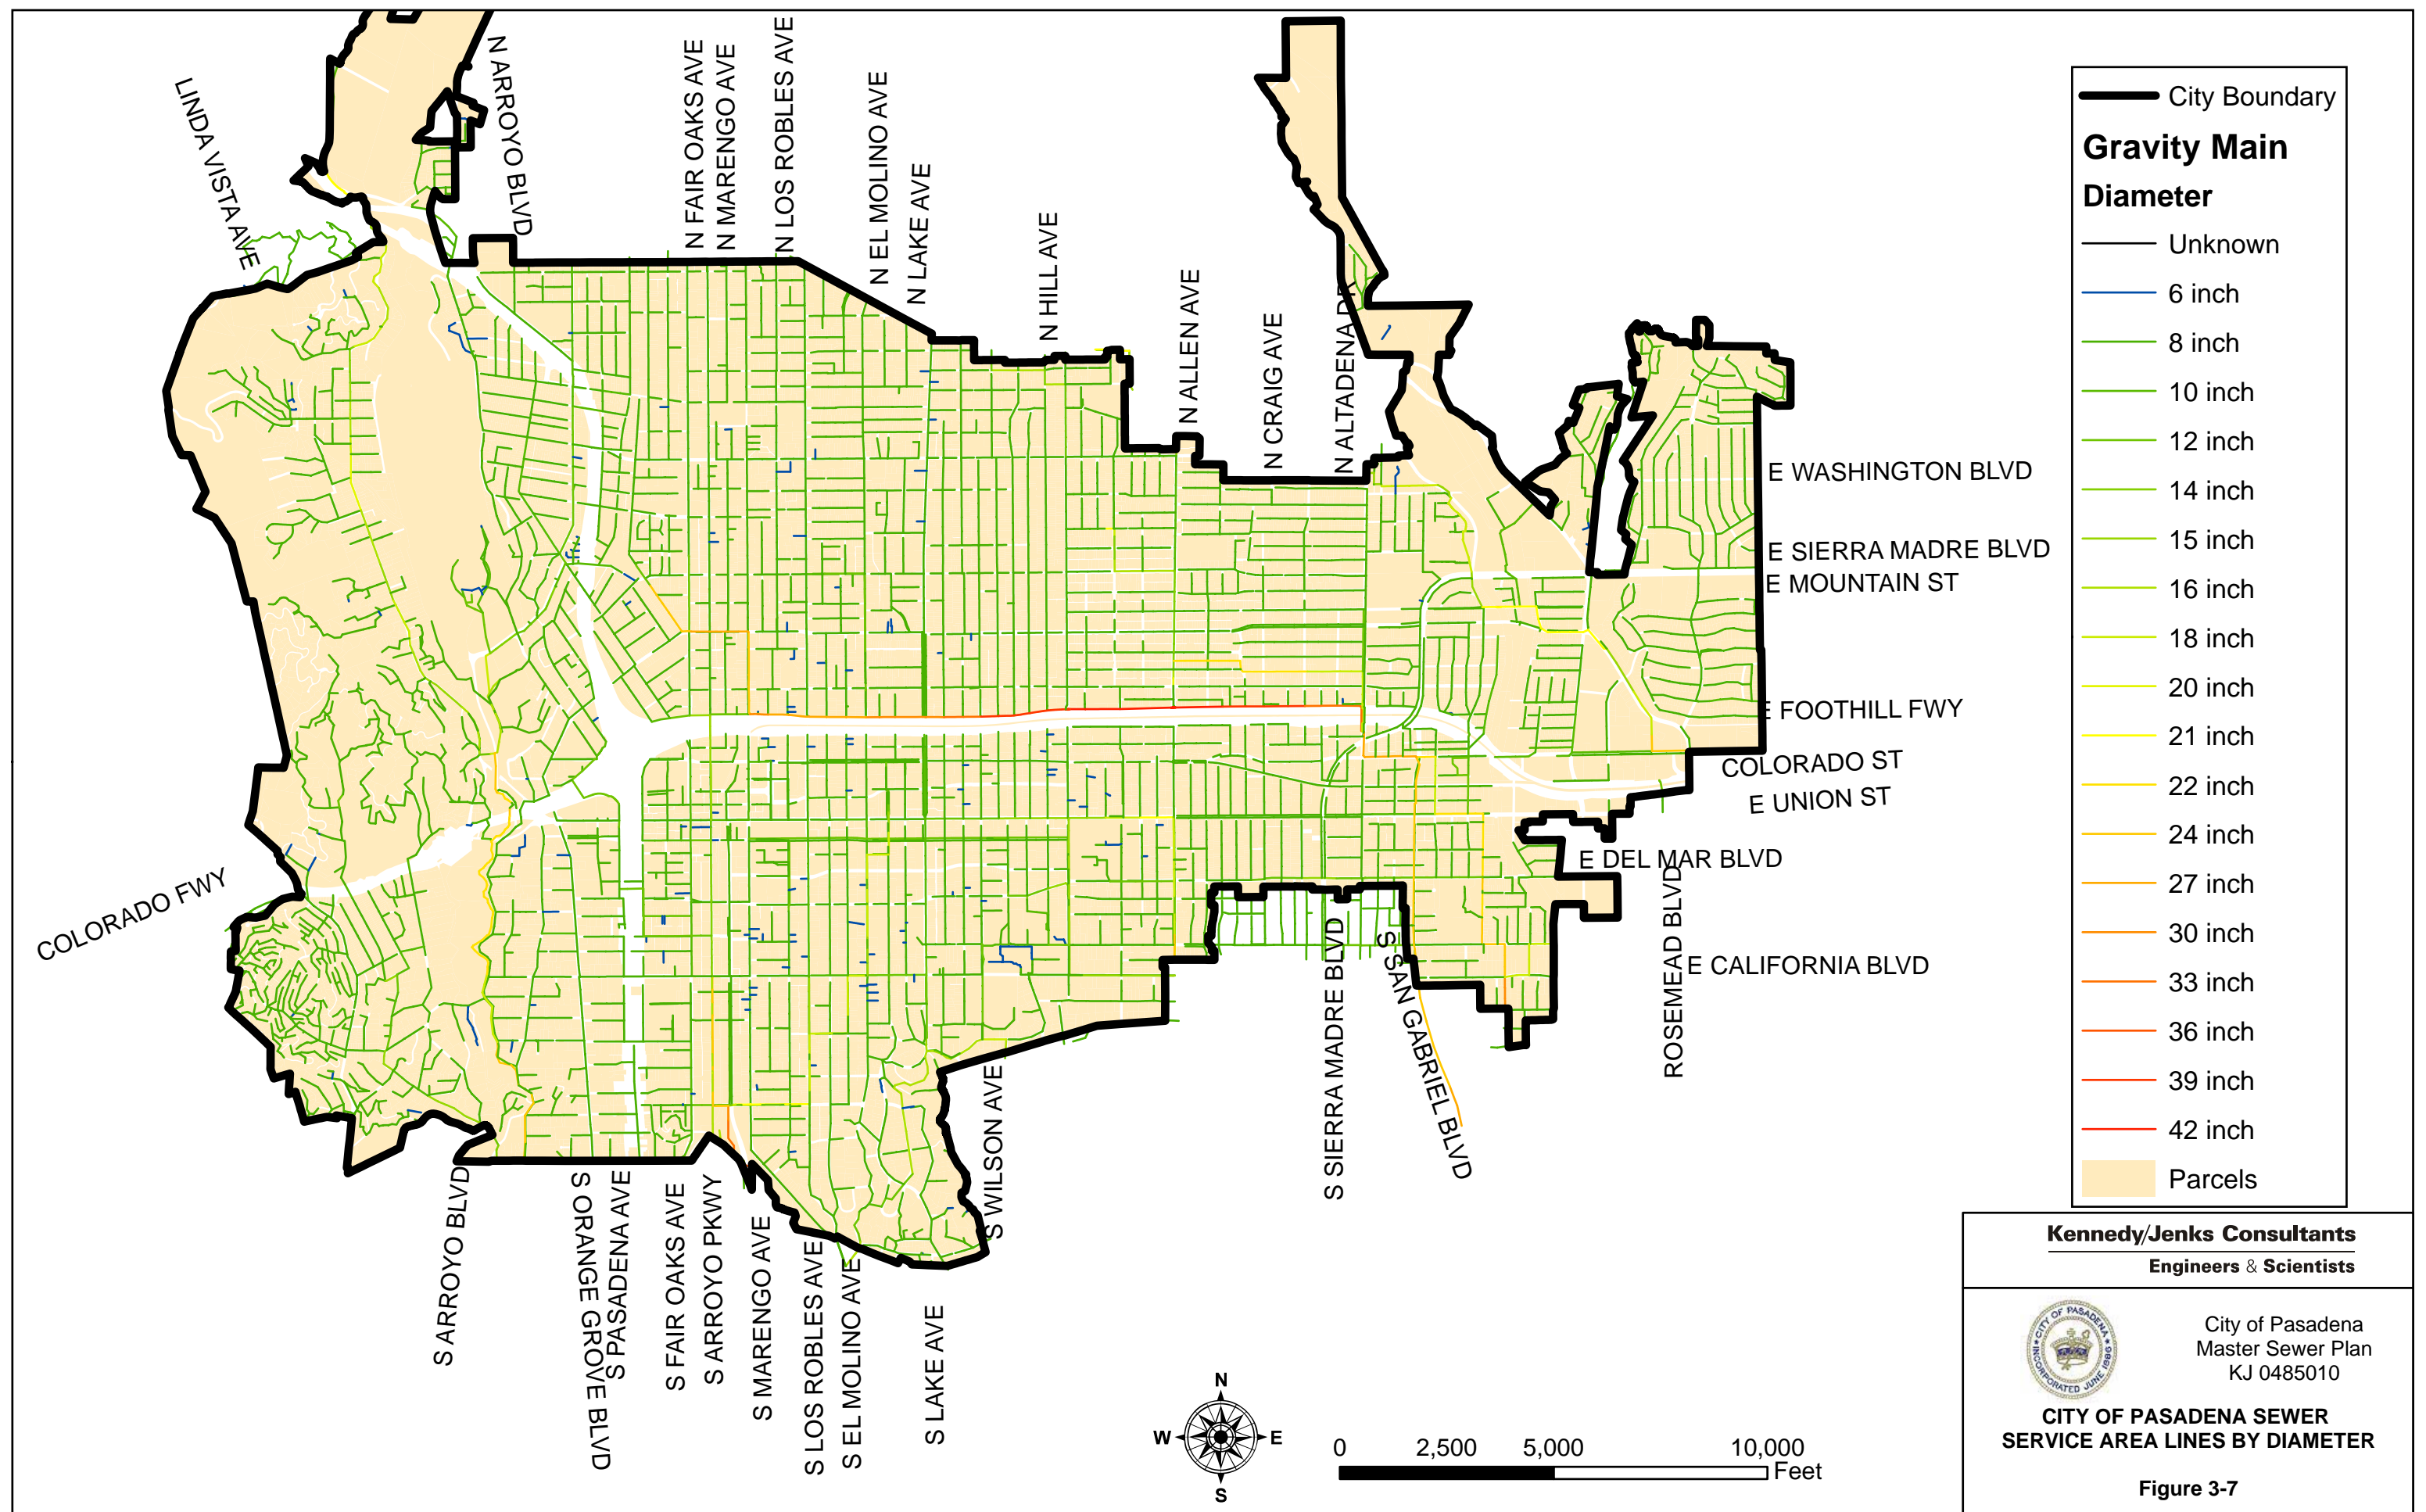 LINDA VISTA AVE
N ARROYO BLVD
N FAIR OAKS AVE
N MARENGO AVE
N LOS ROBLES AVE
N EL MOLINO AVE
N LAKE AVE
N HILL AVE
N ALLEN AVE
N CRAIG AVE
N ALTADENA DR
E WASHINGTON BLVD
E SIERRA MADRE BLVD
E MOUNTAIN ST
E FOOTHILL FWY
COLORADO ST
E UNION ST
E DEL MAR BLVD
ROSEMEAD BLVD
E CALIFORNIA BLVD
COLORADO FWY
S ARROYO BLVD
S ORANGE GROVE BLVD
S PASADENA AVE
S FAIR OAKS AVE
S ARROYO PKWY
S MARENGO AVE
S LOS ROBLES AVE
S EL MOLINO AVE
S LAKE AVE
S WILSON AVE
S SIERRA MADRE BLVD
S SAN GABRIEL BLVD
City Boundary
Gravity Main
Diameter
Unknown
6 inch
8 inch
10 inch
12 inch
14 inch
15 inch
16 inch
18 inch
20 inch
21 inch
22 inch
24 inch
27 inch
30 inch
33 inch
36 inch
39 inch
42 inch
Parcels
N
W E
S
0 2,500 5,000 10,000
Feet
Kennedy/Jenks Consultants
Engineers & Scientists
CITY OF PASADENA
INCORPORATED JUNE 1886
City of Pasadena
Master Sewer Plan
KJ 0485010
CITY OF PASADENA SEWER
SERVICE AREA LINES BY DIAMETER
Figure 3-7